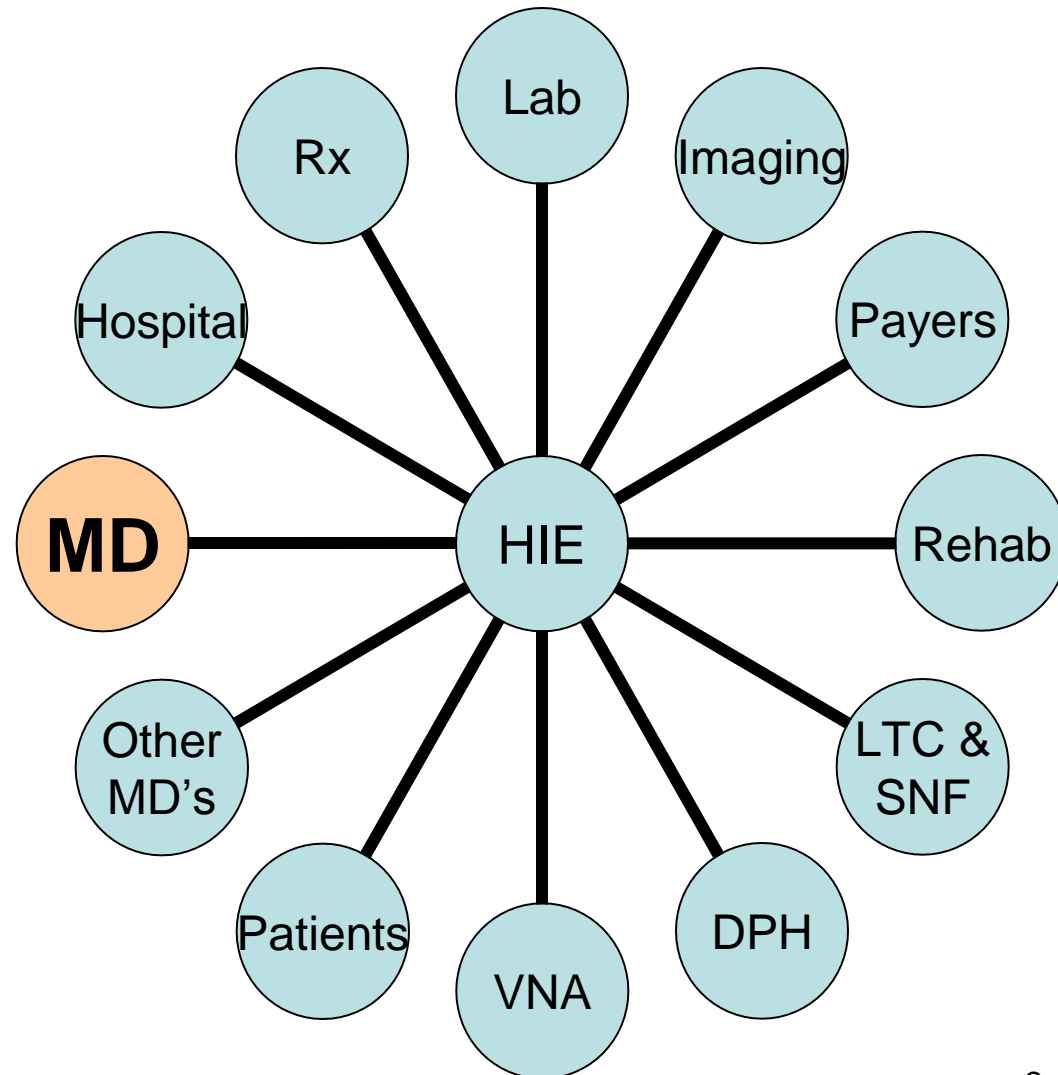 Lab
Rx
Imaging
Hospital
Payers
MD
HIE
Rehab
Other
MD’s
LTC &
SNF
Patients
DPH
VNA